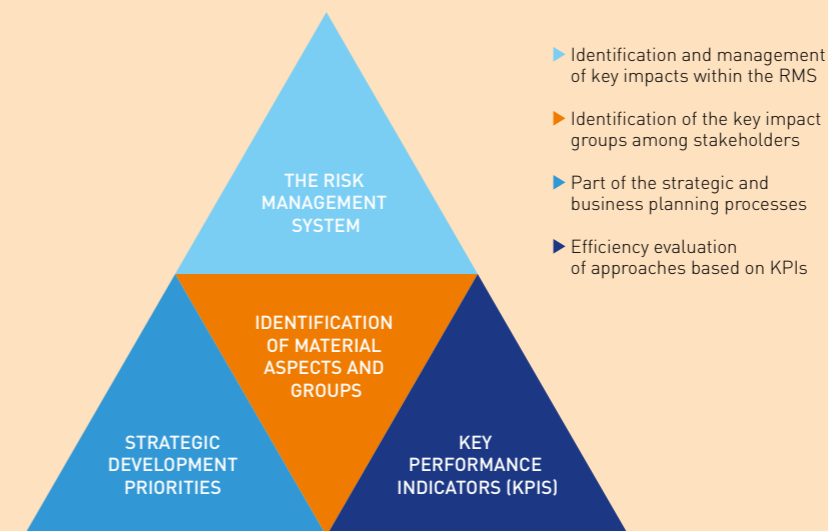 THE RISK
MANAGEMENT
SYSTEM
IDENTIFICATION
OF MATERIAL
ASPECTS AND
GROUPS
STRATEGIC
DEVELOPMENT
PRIORITIES
KEY
PERFORMANCE
INDICATORS (KPIS)
Identification and management
of key impacts within the RMS
Identification of the key impact
groups among stakeholders
Part of the strategic and
business planning processes
Efficiency evaluation
of approaches based on KPIs